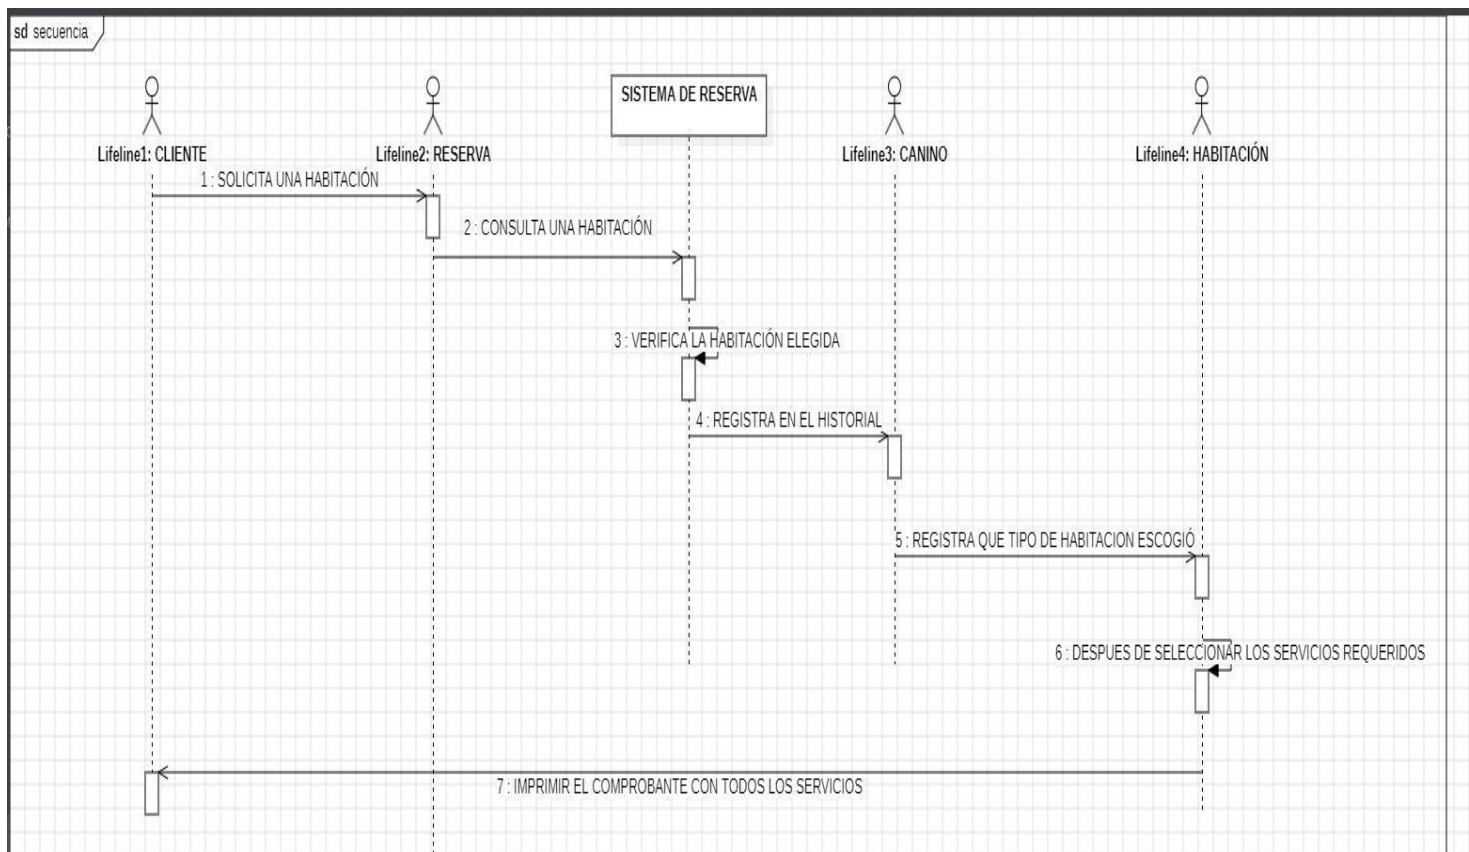 sd secuencia
SISTEMA DE RESERVA
Lifeline1: CLIENTE
Lifeline2: RESERVA
Lifeline3: CANINO
Lifeline4: HABITACIÓN
1 : SOLICITA UNA HABITACIÓN
2 : CONSULTA UNA HABITACIÓN
3 : VERIFICA LA HABITACIÓN ELEGIDA
4 : REGISTRA EN EL HISTORIAL
5 : REGISTRA QUE TIPO DE HABITACION ESCOGIÓ
6 : DESPUES DE SELECCIONAR LOS SERVICIOS REQUERIDOS
7 : IMPRIMIR EL COMPROBANTE CON TODOS LOS SERVICIOS